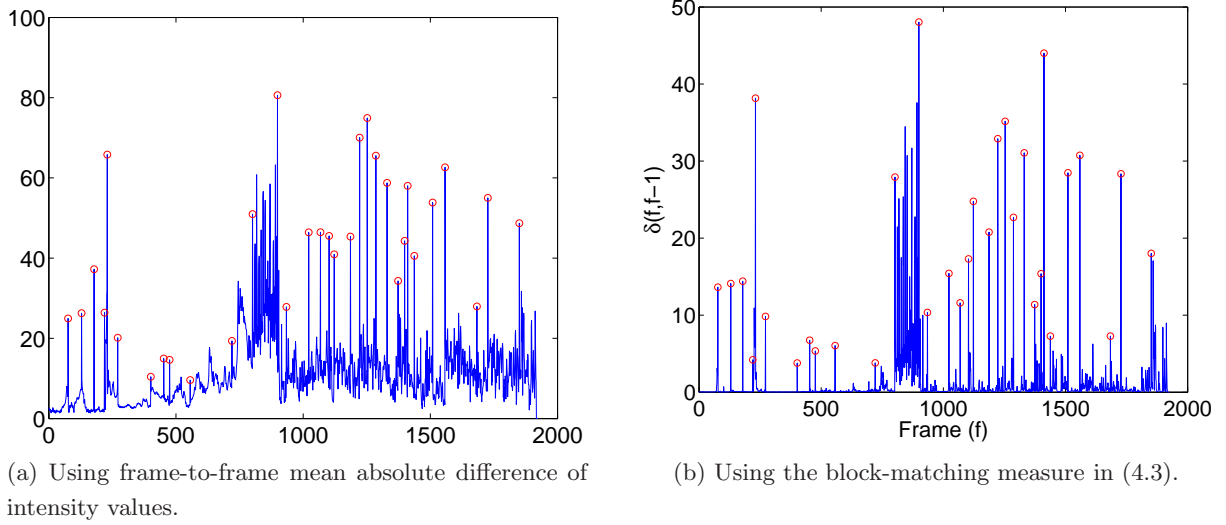 100
80
60
40
20
0
0 500 1000 1500 2000
(a) Using frame-to-frame mean absolute difference of
intensity values.
50
40
30
20
10
0
δ(f,f−1)
0 500 1000 1500 2000
Frame (f)
(b) Using the block-matching measure in (4.3).